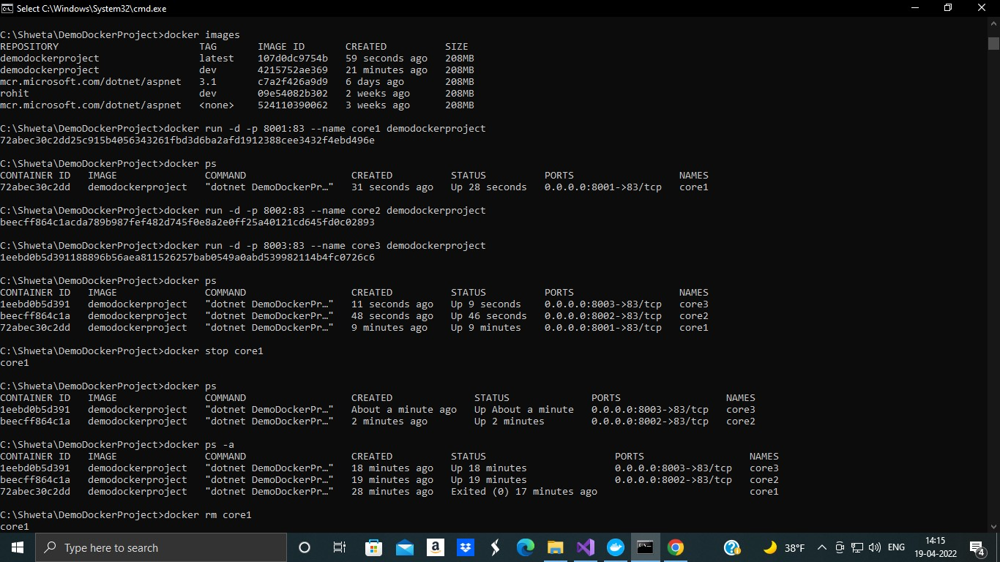 Select C:\Windows\System32\cmd.exe
C:\Shweta\DemoDockerProject>docker images
REPOSITORY TAG IMAGE ID CREATED SIZE
demodockerproject latest 107d0dc9754b 59 seconds ago 208MB
demodockerproject dev 4215752ae369 21 minutes ago 208MB
mcr.microsoft.com/dotnet/aspnet 3.1 c7a2f426a9d9 6 days ago 208MB
rohit dev 09e54082b302 2 weeks ago 208MB
mcr.microsoft.com/dotnet/aspnet <none> 524110390062 3 weeks ago 208MB
C:\Shweta\DemoDockerProject>docker run -d -p 8001:83 --name core1 demodockerproject
72abec30c2dd25c915b4056343261fbd3d6ba2afd1912388cee3432f4ebd496e
C:\Shweta\DemoDockerProject>docker ps
CONTAINER ID IMAGE COMMAND CREATED STATUS PORTS NAMES
72abec30c2dd demodockerproject "dotnet DemoDockerPr…" 31 seconds ago Up 28 seconds 0.0.0.0:8001->83/tcp core1
C:\Shweta\DemoDockerProject>docker run -d -p 8002:83 --name core2 demodockerproject
beecff864c1acda789b987fef482d745f0e8a2e0ff25a40121cd645fd0c02893
C:\Shweta\DemoDockerProject>docker run -d -p 8003:83 --name core3 demodockerproject
1eebd0b5d391188896b56aea811526257bab0549a0abd539982114b4fc0726c6
C:\Shweta\DemoDockerProject>docker ps
CONTAINER ID IMAGE COMMAND CREATED STATUS PORTS NAMES
1eebd0b5d391 demodockerproject "dotnet DemoDockerPr…" 11 seconds ago Up 9 seconds 0.0.0.0:8003->83/tcp core3
beecff864c1a demodockerproject "dotnet DemoDockerPr…" 48 seconds ago Up 46 seconds 0.0.0.0:8002->83/tcp core2
72abec30c2dd demodockerproject "dotnet DemoDockerPr…" 9 minutes ago Up 9 minutes 0.0.0.0:8001->83/tcp core1
C:\Shweta\DemoDockerProject>docker stop core1
core1
C:\Shweta\DemoDockerProject>docker ps
CONTAINER ID IMAGE COMMAND CREATED STATUS PORTS NAMES
1eebd0b5d391 demodockerproject "dotnet DemoDockerPr…" About a minute ago Up About a minute 0.0.0.0:8003->83/tcp core3
beecff864c1a demodockerproject "dotnet DemoDockerPr…" 2 minutes ago Up 2 minutes 0.0.0.0:8002->83/tcp core2
C:\Shweta\DemoDockerProject>docker ps -a
CONTAINER ID IMAGE COMMAND CREATED STATUS PORTS NAMES
1eebd0b5d391 demodockerproject "dotnet DemoDockerPr…" 18 minutes ago Up 18 minutes 0.0.0.0:8003->83/tcp core3
beecff864c1a demodockerproject "dotnet DemoDockerPr…" 19 minutes ago Up 19 minutes 0.0.0.0:8002->83/tcp core2
72abec30c2dd demodockerproject "dotnet DemoDockerPr…" 28 minutes ago Exited (0) 17 minutes ago core1
C:\Shweta\DemoDockerProject>docker rm core1
core1
Type here to search
38°F
ENG
14:15
19-04-2022
4